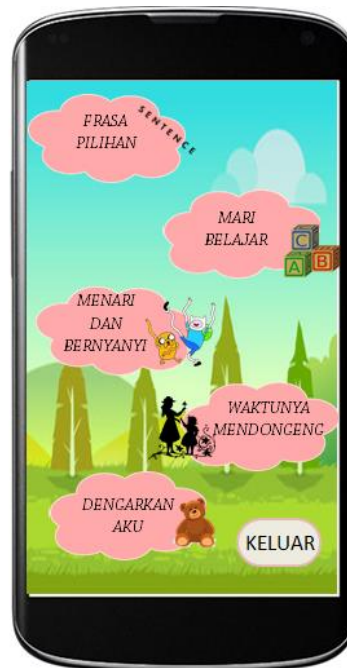 FRASA
PILIHAN
SENTENCE
MARI
BELAJAR
C
A B
MENARI
DAN
BERNYANYI
WAKTUNYA
MENDONGENG
DENGARKAN
AKU
KELUAR